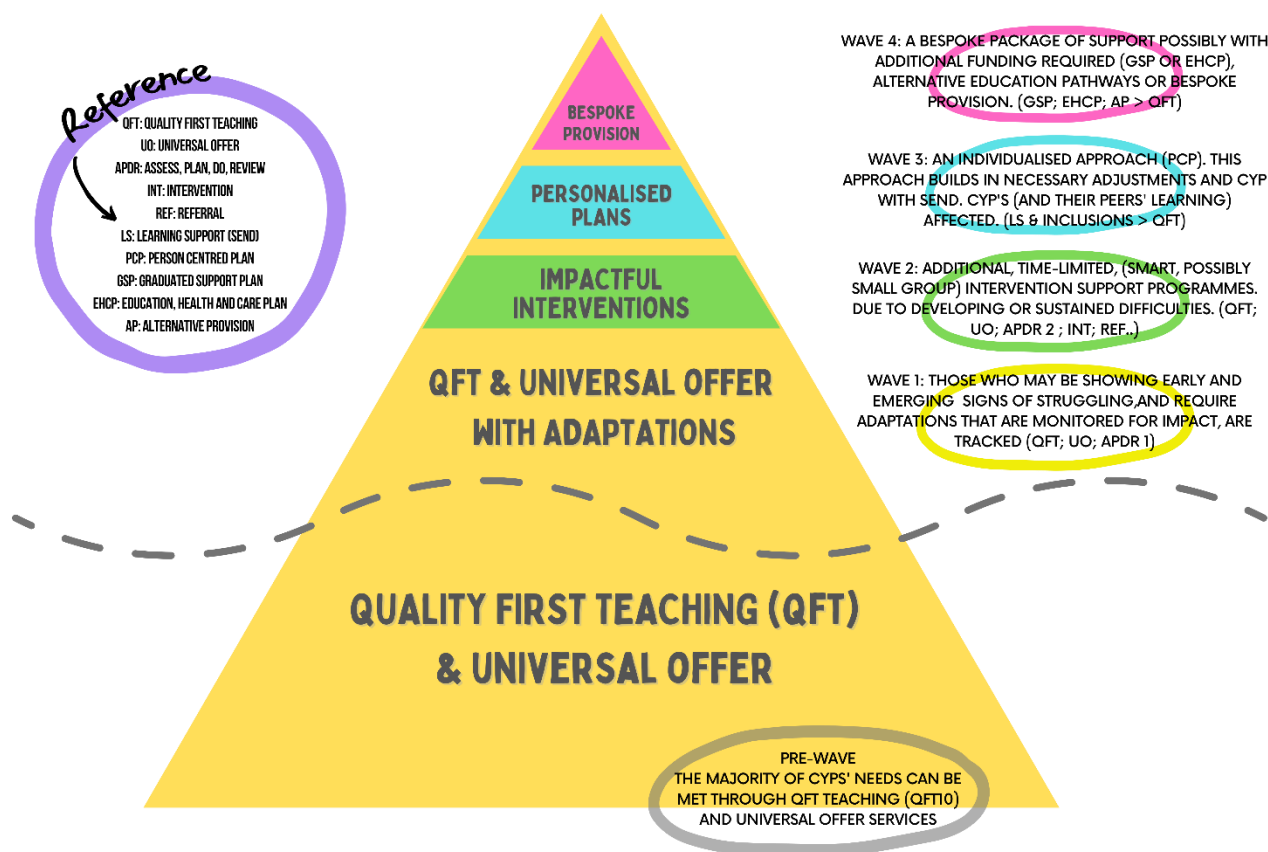 Reference
QFT: QUALITY FIRST TEACHING
UO: UNIVERSAL OFFER
APDR: ASSESS, PLAN, DO, REVIEW
INT: INTERVENTION
REF: REFERRAL
LS: LEARNING SUPPORT (SEND)
PCP: PERSON CENTRED PLAN
GSP: GRADUATED SUPPORT PLAN
EHCP: EDUCATION, HEALTH AND CARE PLAN
AP: ALTERNATIVE PROVISION
BESPOKE
PROVISION
PERSONALISED
PLANS
IMPACTFUL
INTERVENTIONS
QFT & UNIVERSAL OFFER
WITH ADAPTATIONS
QUALITY FIRST TEACHING (QFT)
& UNIVERSAL OFFER
WAVE 4: A BESPOKE PACKAGE OF SUPPORT POSSIBLY WITH
ADDITIONAL FUNDING REQUIRED (GSP OR EHCP),
ALTERNATIVE EDUCATION PATHWAYS OR BESPOKE
PROVISION. (GSP; EHCP; AP > QFT)
WAVE 3: AN INDIVIDUALISED APPROACH (PCP). THIS
APPROACH BUILDS IN NECESSARY ADJUSTMENTS AND CYP
WITH SEND. CYP'S (AND THEIR PEERS' LEARNING)
AFFECTED. (LS & INCLUSIONS > QFT)
WAVE 2: ADDITIONAL, TIME-LIMITED, (SMART, POSSIBLY
SMALL GROUP) INTERVENTION SUPPORT PROGRAMMES.
DUE TO DEVELOPING OR SUSTAINED DIFFICULTIES. (QFT;
UO; APDR 2 ; INT; REF..)
WAVE 1: THOSE WHO MAY BE SHOWING EARLY AND
EMERGING SIGNS OF STRUGGLING,AND REQUIRE
ADAPTATIONS THAT ARE MONITORED FOR IMPACT, ARE
TRACKED (QFT; UO; APDR 1)
PRE-WAVE
THE MAJORITY OF CYPS' NEEDS CAN BE
MET THROUGH QFT TEACHING (QFT10)
AND UNIVERSAL OFFER SERVICES